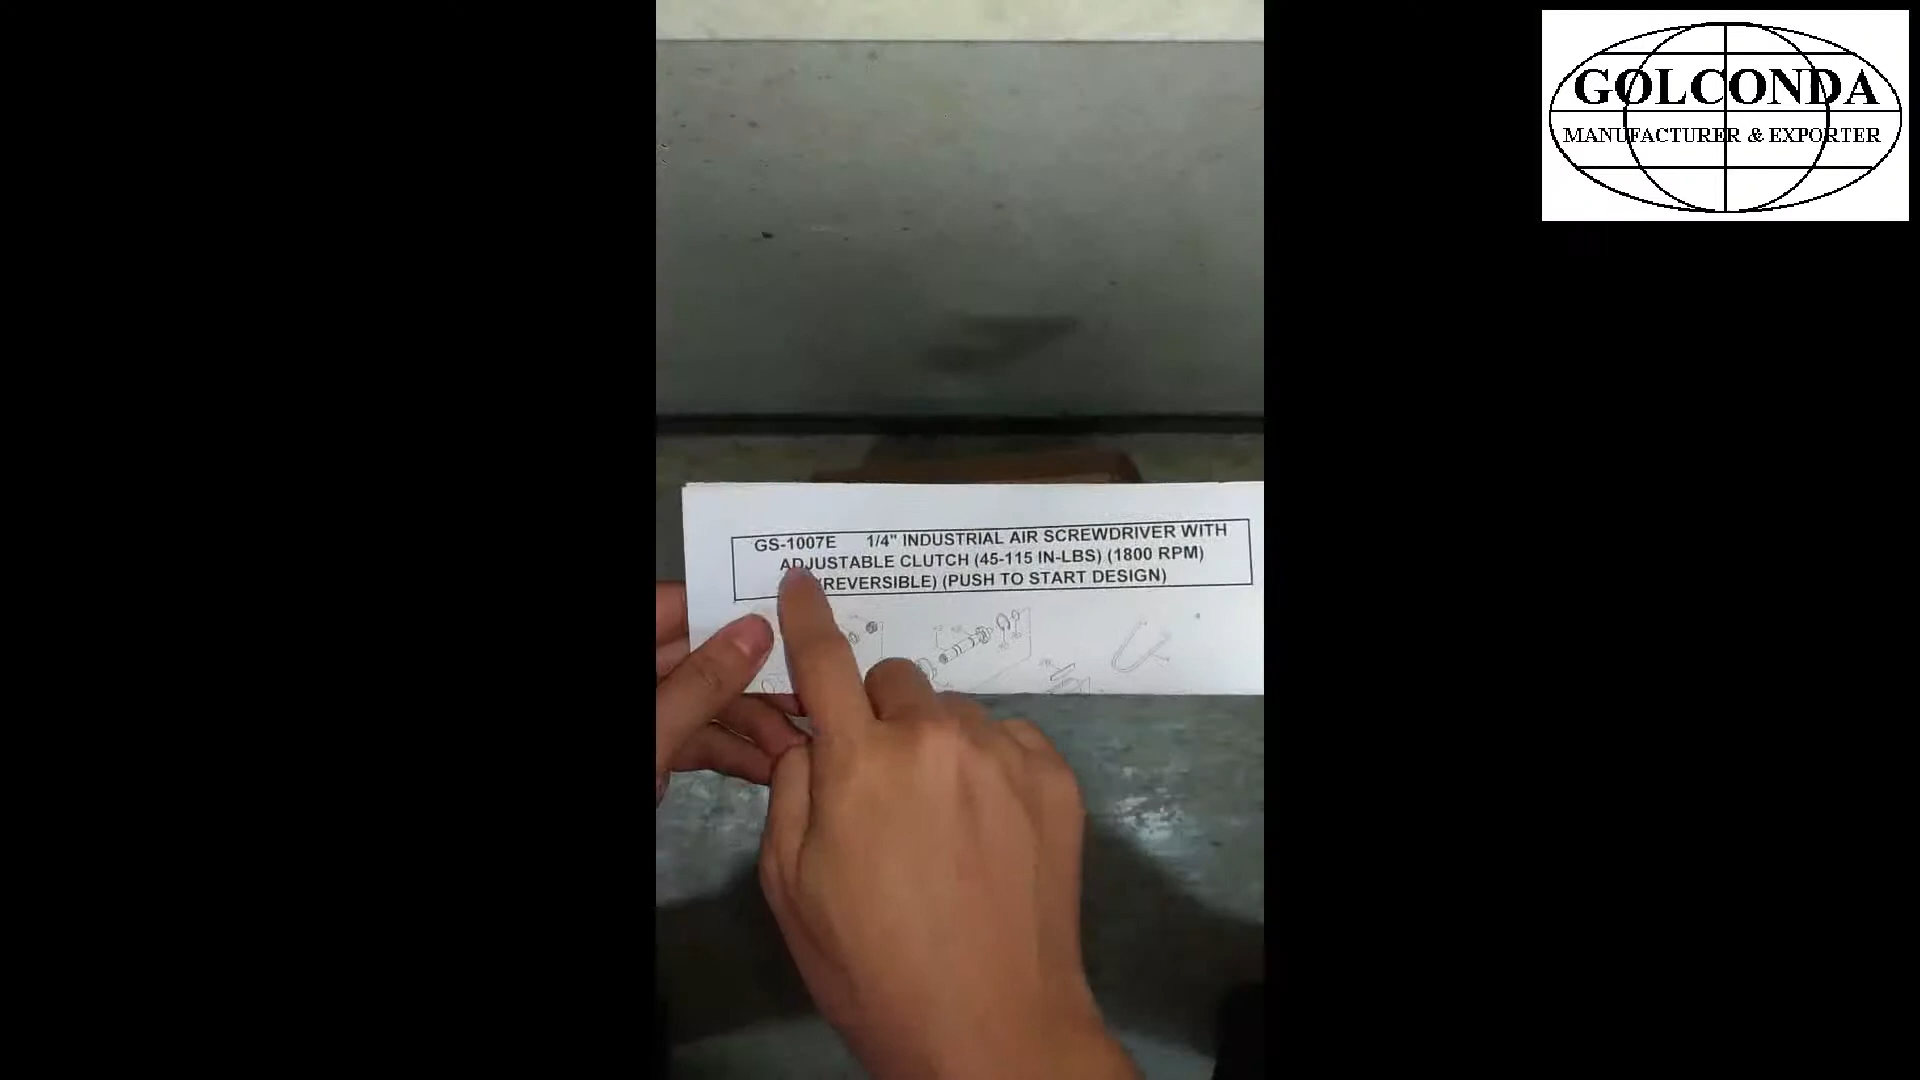 GOLCONDA
MANUFACTURER & EXPORTER
GS-1007E 1/4" INDUSTRIAL AIR SCREWDRIVER WITH
ADJUSTABLE CLUTCH (45-115 IN-LBS) (1800 RPM)
(REVERSIBLE) (PUSH TO START DESIGN)